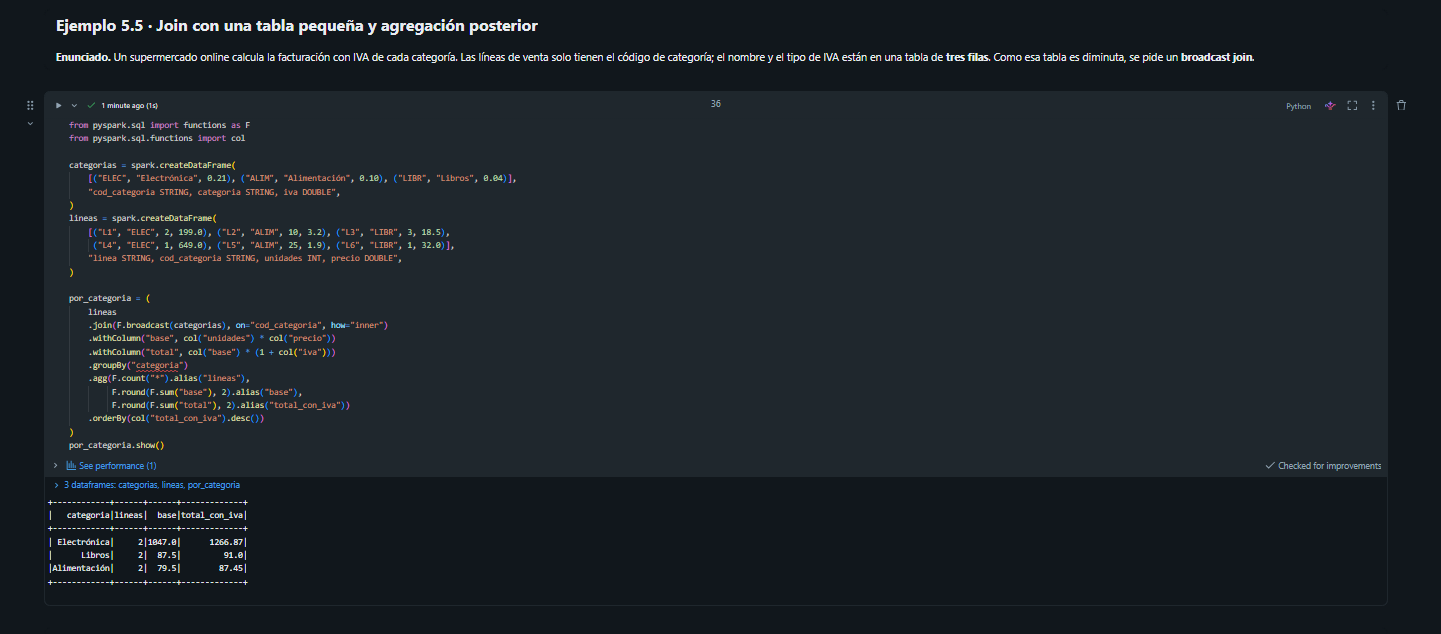 Ejemplo 5.5 · Join con una tabla pequeña y agregación posterior
Enunciado. Un supermercado online calcula la facturación con IVA de cada categoría. Las líneas de venta solo tienen el código de categoría; el nombre y el tipo de IVA están en una tabla de tres filas. Como esa tabla es diminuta, se pide un broadcast join.
1 minute ago (1s)
36
Python
from pyspark.sql import functions as F
from pyspark.sql.functions import col
categorias = spark.createDataFrame(
    [("ELEC", "Electrónica", 0.21), ("ALIM", "Alimentación", 0.10), ("LIBR", "Libros", 0.04)],
    "cod_categoria STRING, categoria STRING, iva DOUBLE",
)
lineas = spark.createDataFrame(
    [("L1", "ELEC", 2, 199.0), ("L2", "ALIM", 10, 3.2), ("L3", "LIBR", 3, 18.5),
     ("L4", "ELEC", 1, 649.0), ("L5", "ALIM", 25, 1.9), ("L6", "LIBR", 1, 32.0)],
    "linea STRING, cod_categoria STRING, unidades INT, precio DOUBLE",
)
por_categoria = (
    lineas
    .join(F.broadcast(categorias), on="cod_categoria", how="inner")
    .withColumn("base", col("unidades") * col("precio"))
    .withColumn("total", col("base") * (1 + col("iva")))
    .groupBy("categoria")
    .agg(F.count("*").alias("lineas"),
         F.round(F.sum("base"), 2).alias("base"),
         F.round(F.sum("total"), 2).alias("total_con_iva"))
    .orderBy(col("total_con_iva").desc())
)
por_categoria.show()
See performance (1)
Checked for improvements
3 dataframes: categorias, lineas, por_categoria
+------------+------+------+-------------+
|   categoria|lineas|  base|total_con_iva|
+------------+------+------+-------------+
| Electrónica|     2|1047.0|      1266.87|
|      Libros|     2|  87.5|         91.0|
|Alimentación|     2|  79.5|        87.45|
+------------+------+------+-------------+